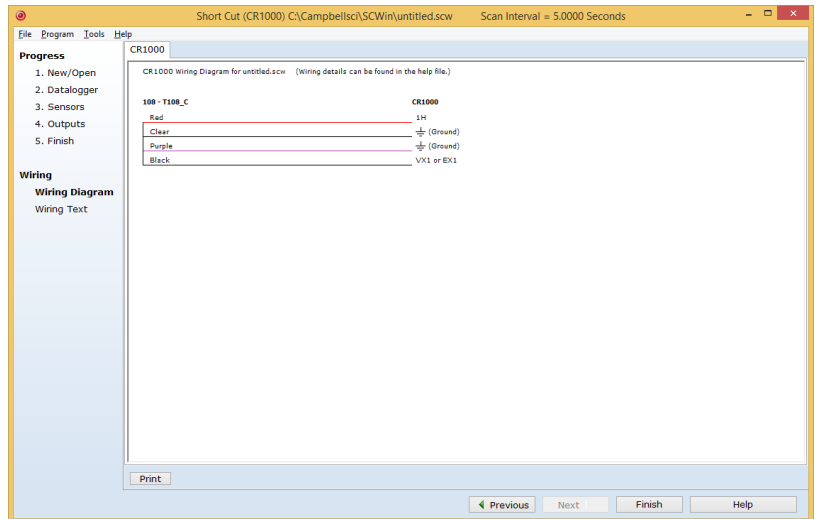 Short Cut (CR1000) C:\Campbellsci\SCWin\untitled.scw Scan Interval = 5.0000 Seconds
File Program Tools Help
Progress
1. New/Open
2. Datalogger
3. Sensors
4. Outputs
5. Finish
Wiring
Wiring Diagram
Wiring Text
CR1000
CR1000 Wiring Diagram for untitled.scw (Wiring details can be found in the help file.)
108 - T108_C CR1000
Red 1H
Clear (Ground)
Purple (Ground)
Black VX1 or EX1
Print
Previous Next Finish Help